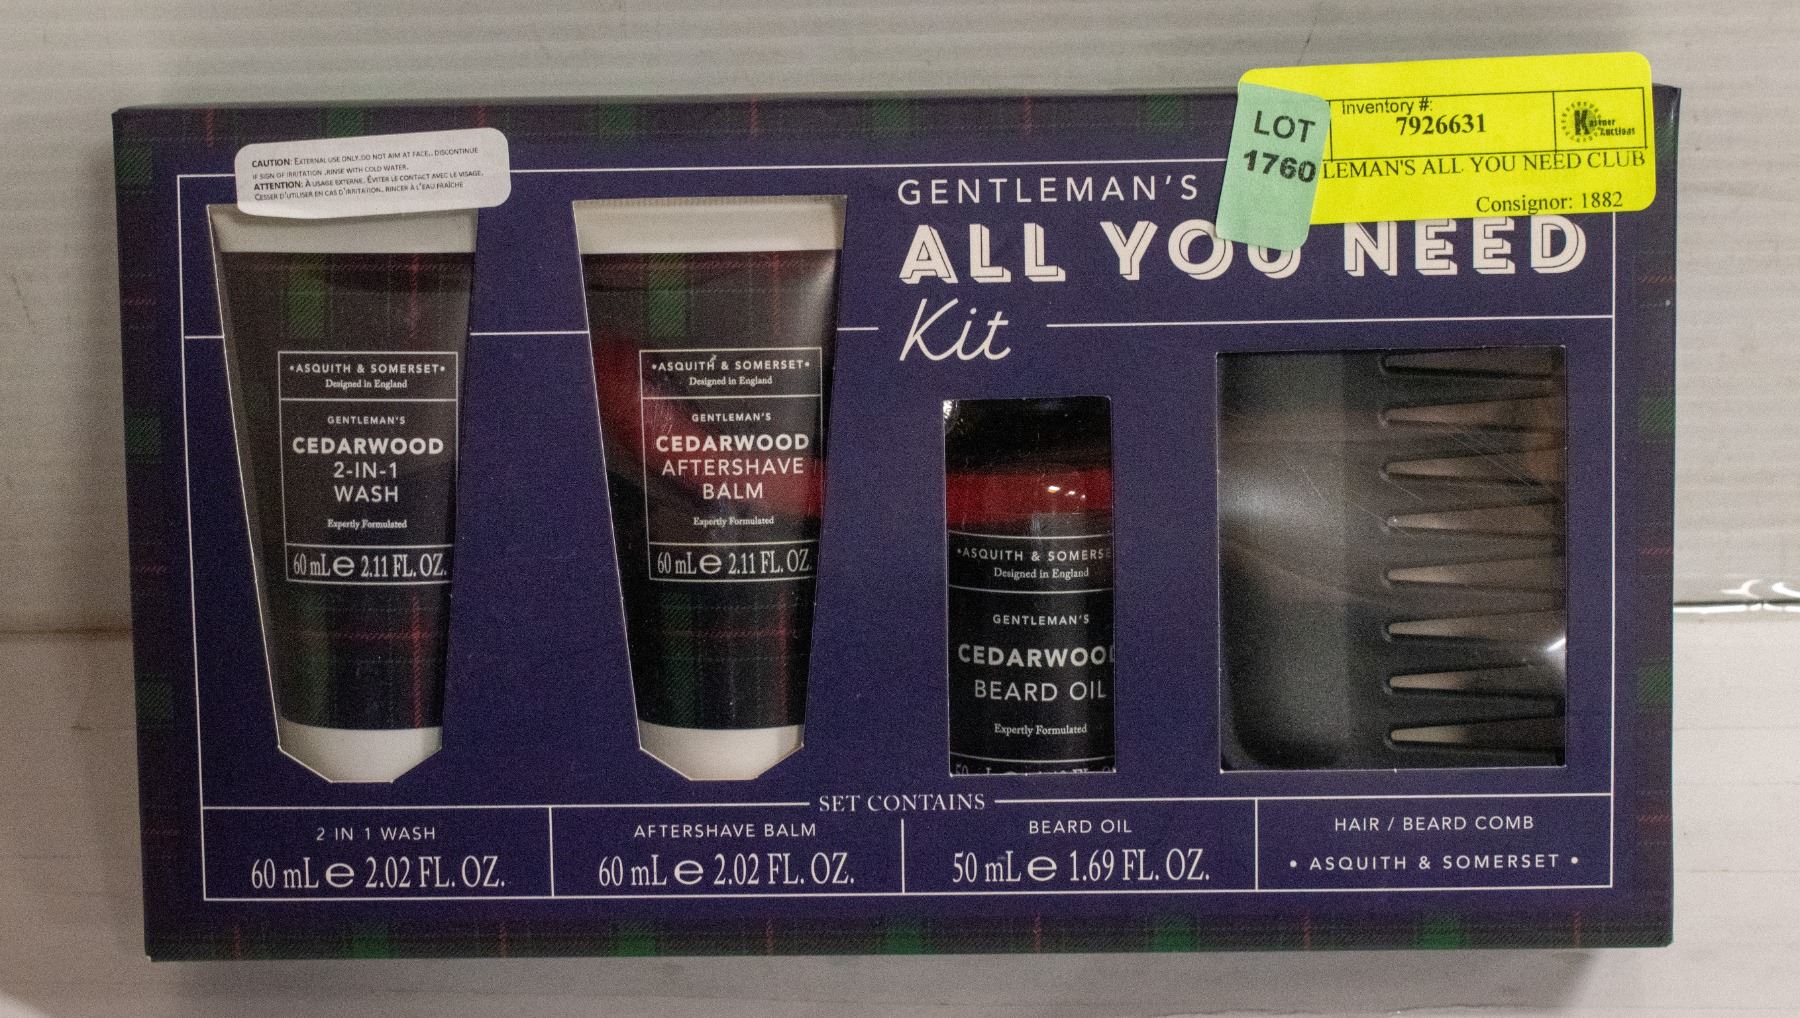 CAUTION: EXTERNAL USE ONLY..DO NOT AIM AT FACE.. DISCONTINUE
IF SIGN OF IRRITATION .RINSE WITH COLD WATER.
ATTENTION: À USAGE EXTERNE. ÉVITER LE CONTACT AVEC LE VISAGE.
CESSER D'UTILISER EN CAS D'IRRITATION.. RINCER À L'EAU FRAÎCHE
LOT
1760
Inventory #:
7926631
Kastner
Auctions
LEMAN'S ALL YOU NEED CLUB
Consignor: 1882
GENTLEMAN'S
ALL YOU NEED
Kit
•ASQUITH & SOMERSET•
Designed in England
GENTLEMAN'S
CEDARWOOD
2-IN-1
WASH
Expertly Formulated
60 mL e 2.11 FL. OZ.
•ASQUITH & SOMERSET•
Designed in England
GENTLEMAN'S
CEDARWOOD
AFTERSHAVE
BALM
Expertly Formulated
60 mL e 2.11 FL. OZ.
•ASQUITH & SOMERSE
Designed in England
GENTLEMAN'S
CEDARWOOD
BEARD OIL
Expertly Formulated
SET CONTAINS
2 IN 1 WASH
60 mL e 2.02 FL. OZ.
AFTERSHAVE BALM
60 mL e 2.02 FL. OZ.
BEARD OIL
50 mL e 1.69 FL. OZ.
HAIR / BEARD COMB
• ASQUITH & SOMERSET •